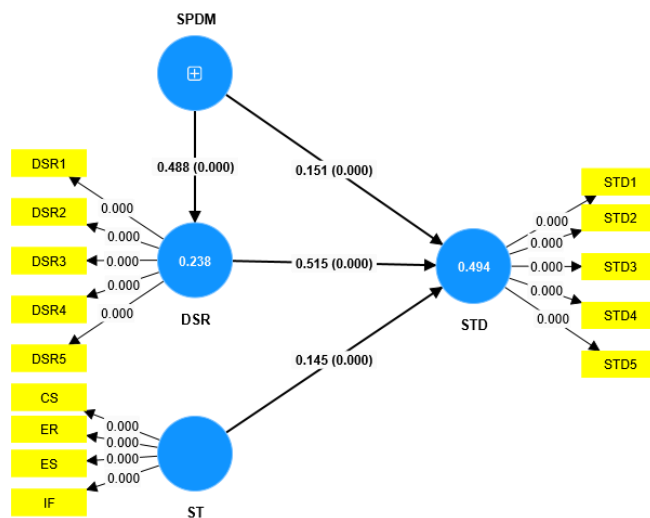 SPDM
0.488 (0.000)
0.151 (0.000)
DSR1
DSR2
DSR3
DSR4
DSR5
0.000
0.000
0.000
0.000
0.000
0.238
DSR
0.515 (0.000)
0.494
STD
STD1
STD2
STD3
STD4
STD5
0.000
0.000
0.000
0.000
0.000
0.145 (0.000)
CS
ER
ES
IF
0.000
0.000
0.000
0.000
ST